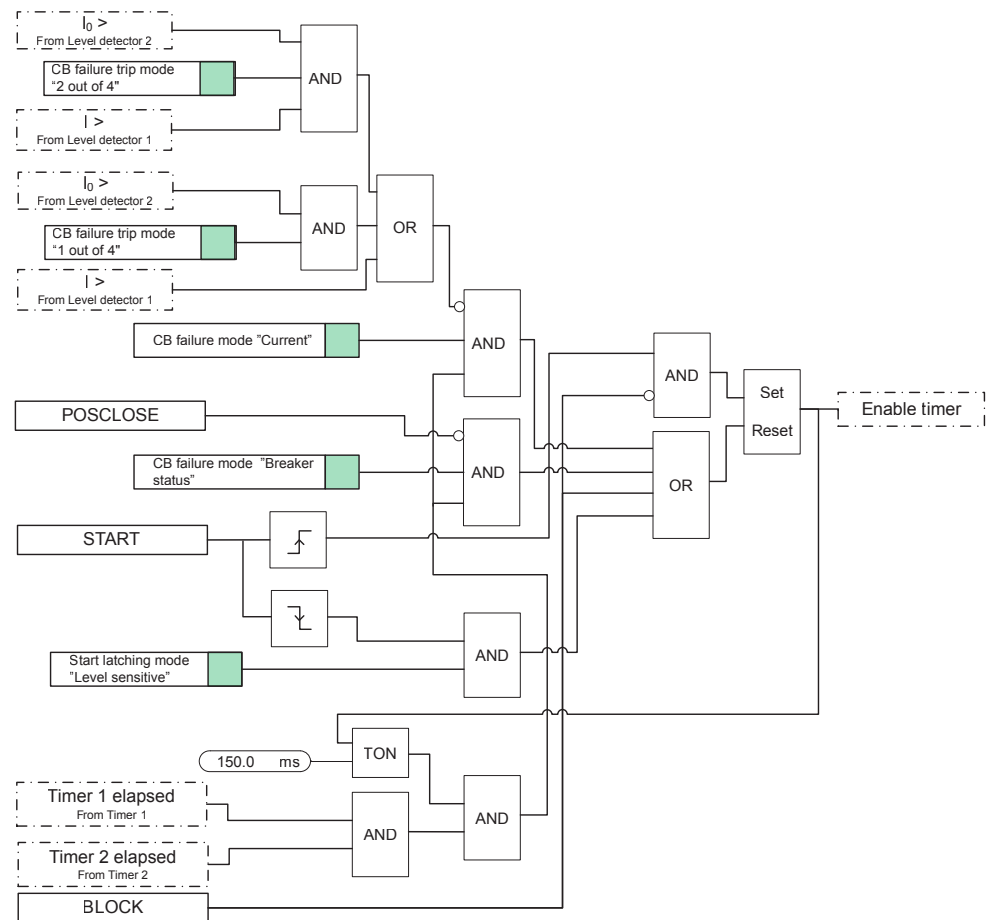 I0 >
From Level detector 2
CB failure trip mode
“2 out of 4"
I >
From Level detector 1
AND
I0 >
From Level detector 2
CB failure trip mode
“1 out of 4"
I >
From Level detector 1
AND
OR
CB failure mode ”Current”
AND
POSCLOSE
CB failure mode ”Breaker
status”
AND
START
Start latching mode
”Level sensitive”
AND
AND
OR
Set
Reset
Enable timer
150.0 ms
TON
Timer 1 elapsed
From Timer 1
Timer 2 elapsed
From Timer 2
AND
AND
BLOCK